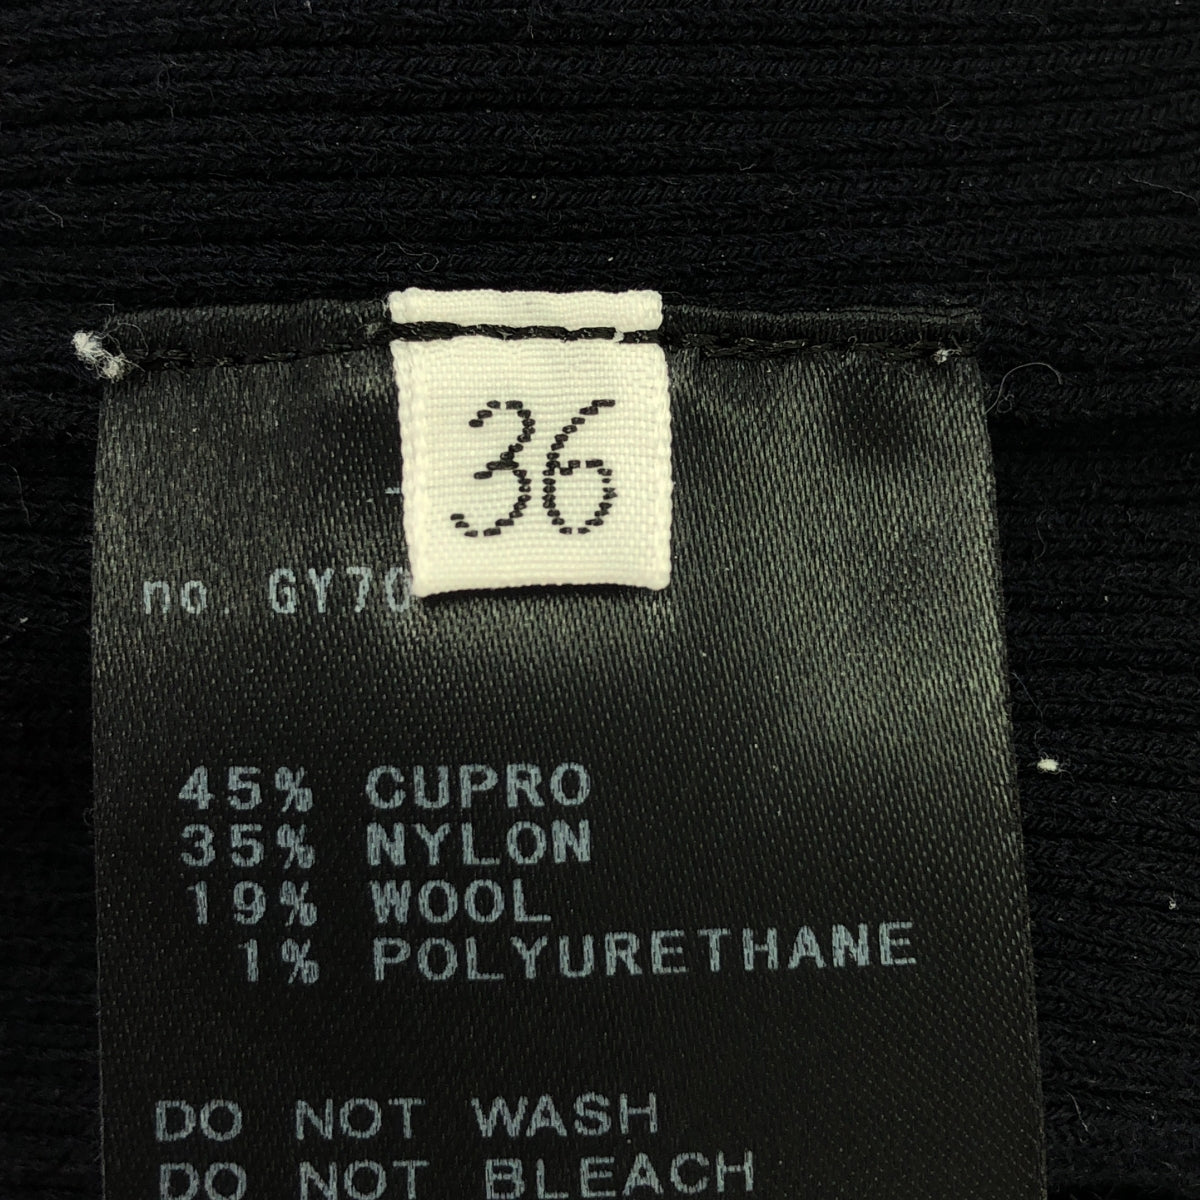 36
no. GY70
45% CUPRO
35% NYLON
19% WOOL
1% POLYURETHANE
DO NOT WASH
DO NOT BLEACH